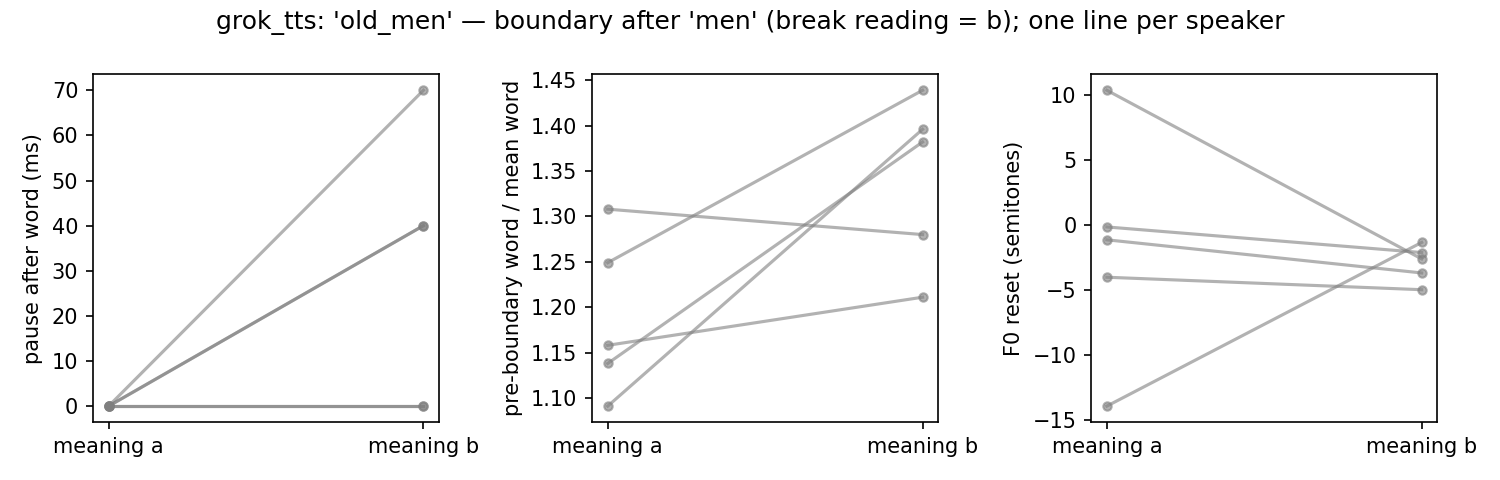 grok_tts: 'old_men' — boundary after 'men' (break reading = b); one line per speaker
pause after word (ms)
70
60
50
40
30
20
10
0
meaning a
meaning b
pre-boundary word / mean word
1.45
1.40
1.35
1.30
1.25
1.20
1.15
1.10
meaning a
meaning b
F0 reset (semitones)
10
5
0
−5
−10
−15
meaning a
meaning b